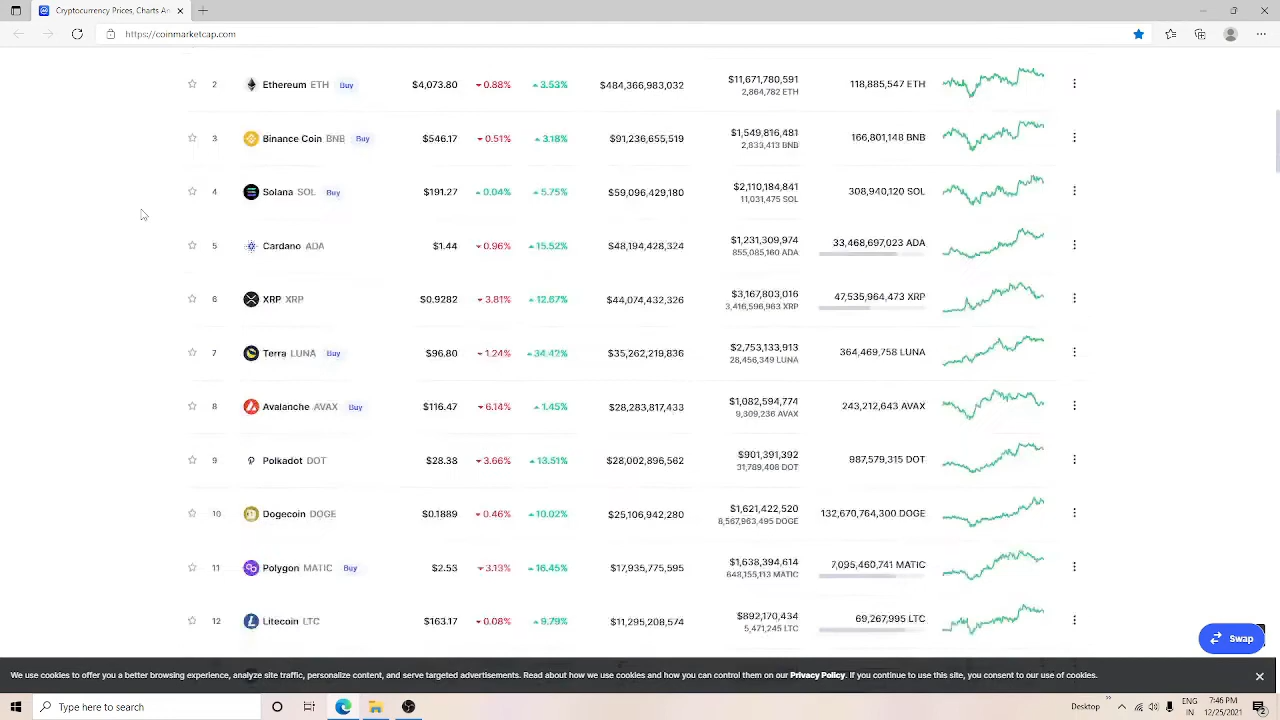 Cryptocurrency Prices, Charts An
https://coinmarketcap.com
2 Ethereum ETH Buy $4,073.80 0.88% 3.53% $484,366,983,032 $11,671,780,591 118,885,547 ETH
2,864,782 ETH
3 Binance Coin BNB Buy $546.17 0.51% 3.18% $91,236,655,519 $1,549,816,481 166,801,148 BNB
2,833,413 BNB
4 Solana SOL Buy $191.27 0.04% 5.75% $59,096,429,180 $2,110,184,841 308,940,120 SOL
11,031,475 SOL
5 Cardano ADA $1.44 0.96% 15.52% $48,194,428,324 $1,231,309,974 33,468,697,023 ADA
855,085,160 ADA
6 XRP XRP $0.9282 3.81% 12.67% $44,074,432,326 $3,167,803,016 47,535,964,473 XRP
3,416,596,963 XRP
7 Terra LUNA Buy $96.80 1.24% 34.42% $35,262,219,836 $2,753,133,913 364,469,758 LUNA
28,456,349 LUNA
8 Avalanche AVAX Buy $116.47 6.14% 1.45% $28,283,817,433 $1,082,594,774 243,212,643 AVAX
9,309,236 AVAX
9 Polkadot DOT $28.38 3.66% 13.51% $28,002,896,562 $901,391,392 987,579,315 DOT
31,789,408 DOT
10 Dogecoin DOGE $0.1889 0.46% 10.02% $25,106,942,280 $1,621,422,520 132,670,764,300 DOGE
8,567,963,495 DOGE
11 Polygon MATIC Buy $2.53 3.13% 16.45% $17,935,775,595 $1,638,394,614 7,095,460,741 MATIC
648,155,113 MATIC
12 Litecoin LTC $163.17 0.08% 9.79% $11,295,208,574 $892,170,434 69,267,995 LTC
5,471,245 LTC
Swap
We use cookies to offer you a better browsing experience, analyze site traffic, personalize content, and serve targeted advertisements. Read about how we use cookies and how you can control them on our Privacy Policy. If you continue to use this site, you consent to our use of cookies.
Type here to search
Desktop
ENG 7:46 PM
IN 12/25/2021